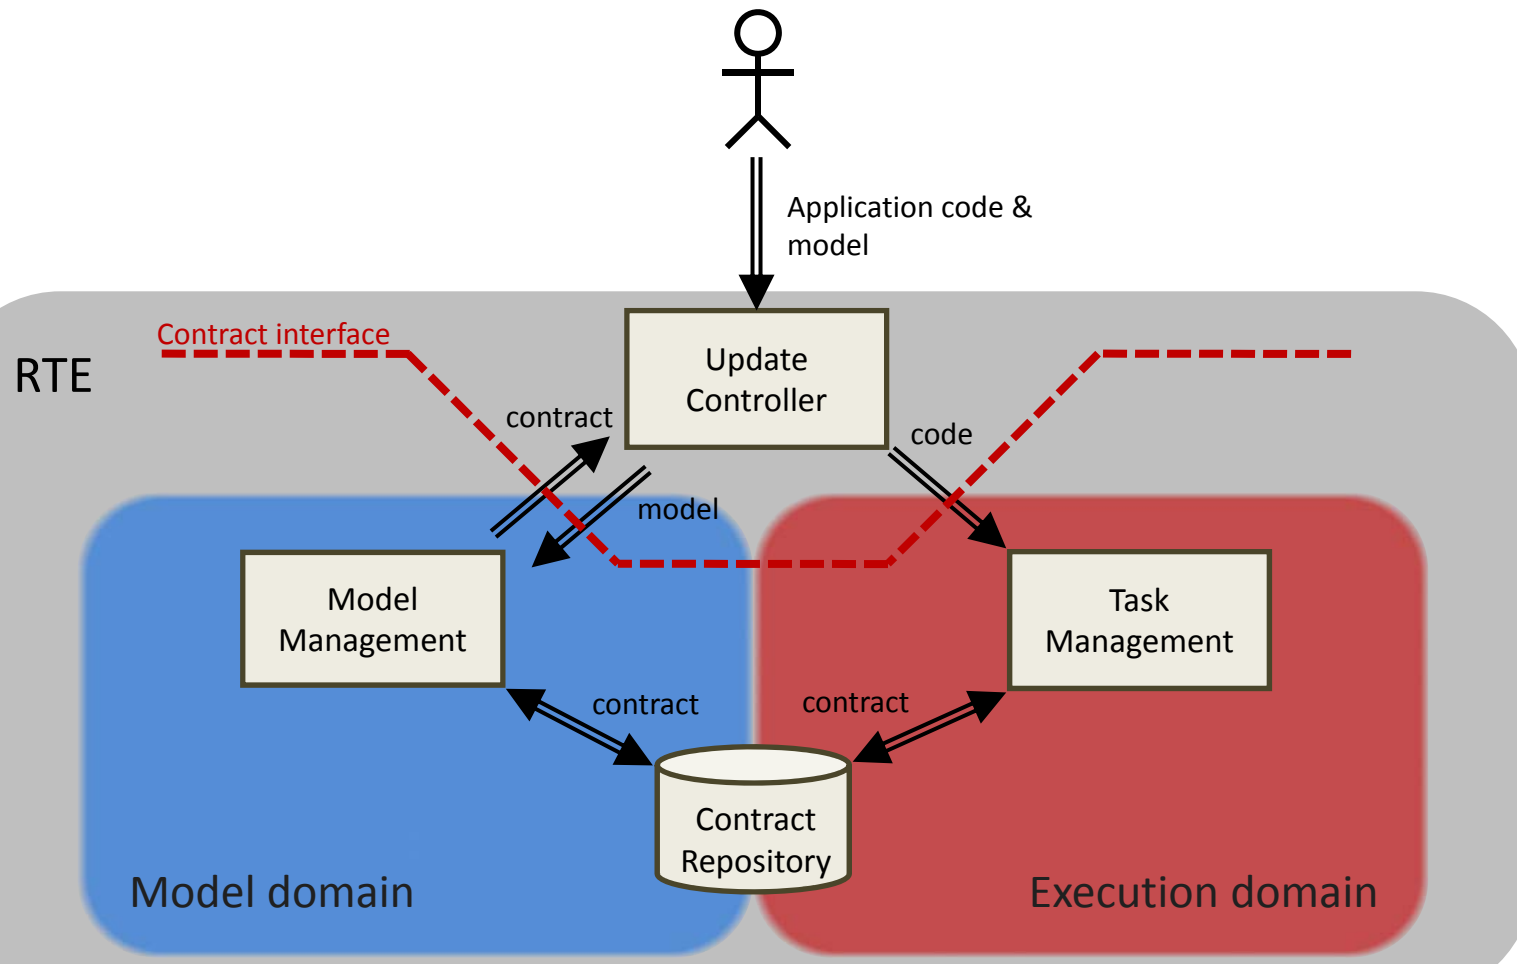 Application code &
model
Contract interface
RTE
Update
Controller
contract
code
model
Model
Management
Task
Management
contract
contract
Contract
Repository
Model domain
Execution domain